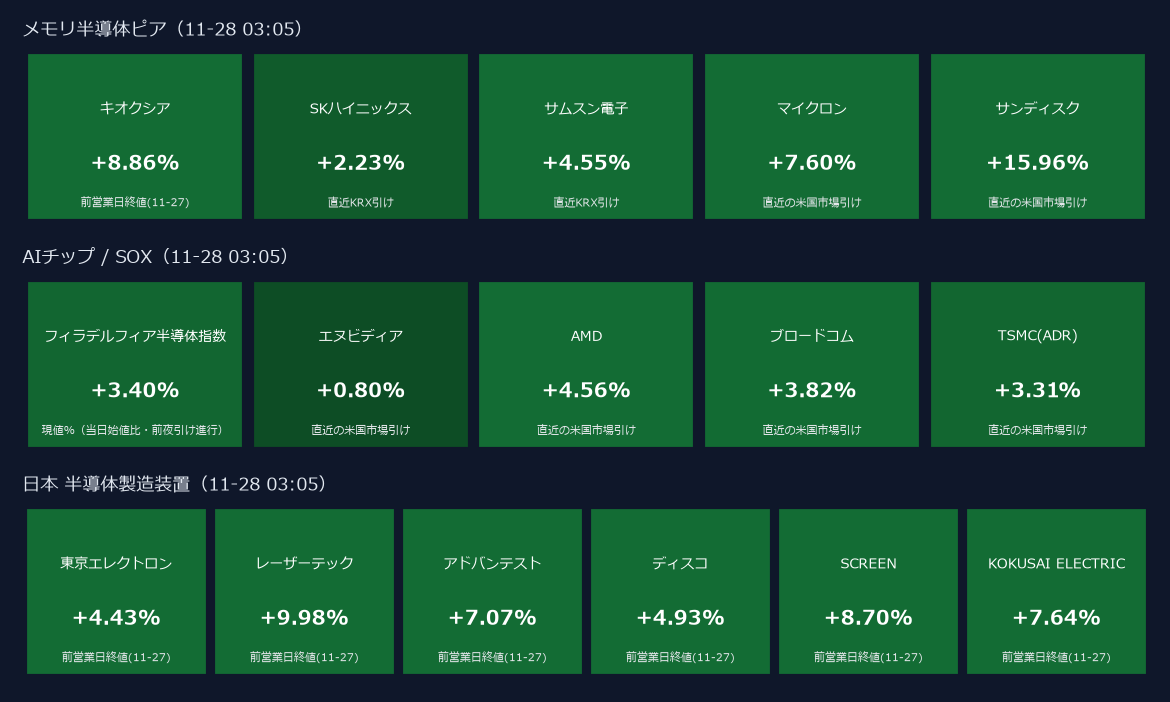 メモリ半導体ピア（11-28 03:05）
キオクシア
+8.86%
前営業日終値(11-27)
SKハイニックス
+2.23%
直近KRX引け
サムスン電子
+4.55%
直近KRX引け
マイクロン
+7.60%
直近の米国市場引け
サンディスク
+15.96%
直近の米国市場引け
AIチップ / SOX（11-28 03:05）
フィラデルフィア半導体指数
+3.40%
現値%（当日始値比・前夜引け進行）
エヌビディア
+0.80%
直近の米国市場引け
AMD
+4.56%
直近の米国市場引け
ブロードコム
+3.82%
直近の米国市場引け
TSMC(ADR)
+3.31%
直近の米国市場引け
日本 半導体製造装置（11-28 03:05）
東京エレクトロン
+4.43%
前営業日終値(11-27)
レーザーテック
+9.98%
前営業日終値(11-27)
アドバンテスト
+7.07%
前営業日終値(11-27)
ディスコ
+4.93%
前営業日終値(11-27)
SCREEN
+8.70%
前営業日終値(11-27)
KOKUSAI ELECTRIC
+7.64%
前営業日終値(11-27)